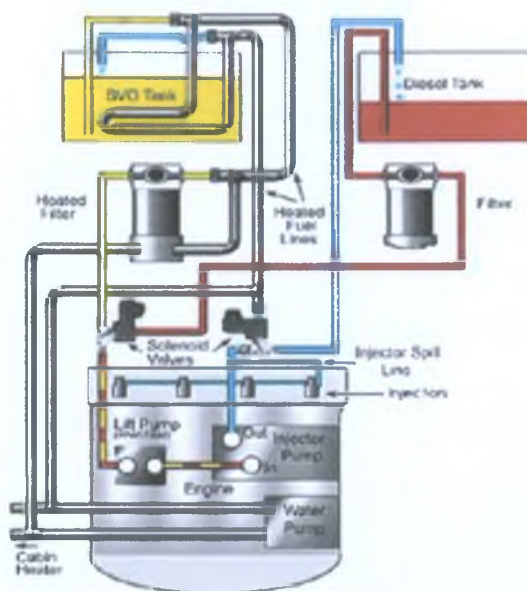 SVO Tank
Diesel Tank
Heated
Filter
Heated
Fuel
Lines
Filter
Solenoid
Valves
Injector Spill
Line
Injectors
Lift Pump
Out
Injector
Pump
In
Engine
Water
Pump
Cabin
Heater